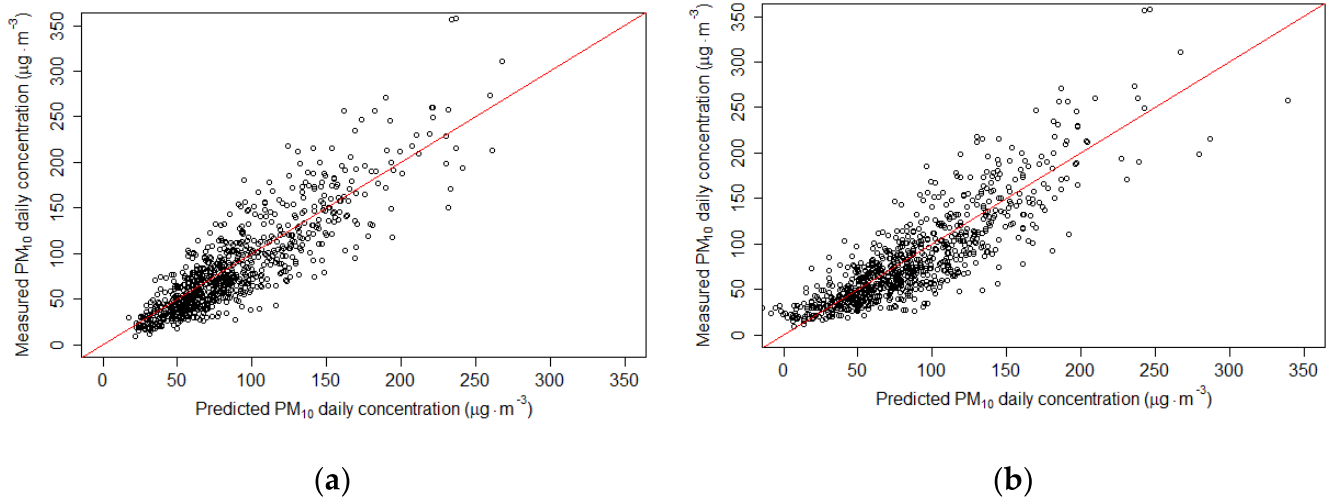 Measured PM10 daily concentration (μg · m-3)
350
300
250
200
150
100
50
0
0 50 100 150 200 250 300 350
Predicted PM10 daily concentration (μg · m-3)
(a)
Measured PM10 daily concentration (μg · m-3)
350
300
250
200
150
100
50
0
0 50 100 150 200 250 300 350
Predicted PM10 daily concentration (μg · m-3)
(b)